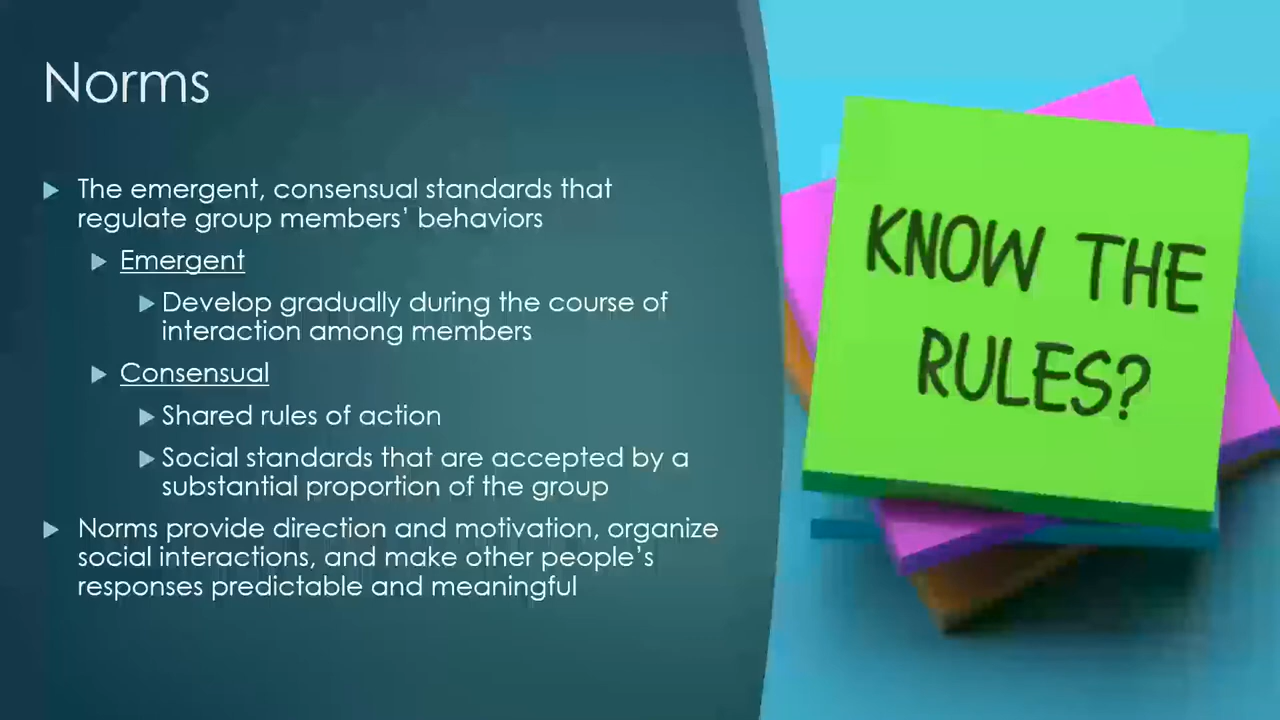 Norms
The emergent, consensual standards that
regulate group members’ behaviors
Emergent
Develop gradually during the course of
interaction among members
Consensual
Shared rules of action
Social standards that are accepted by a
substantial proportion of the group
Norms provide direction and motivation, organize
social interactions, and make other people’s
responses predictable and meaningful
KNOW THE
RULES?